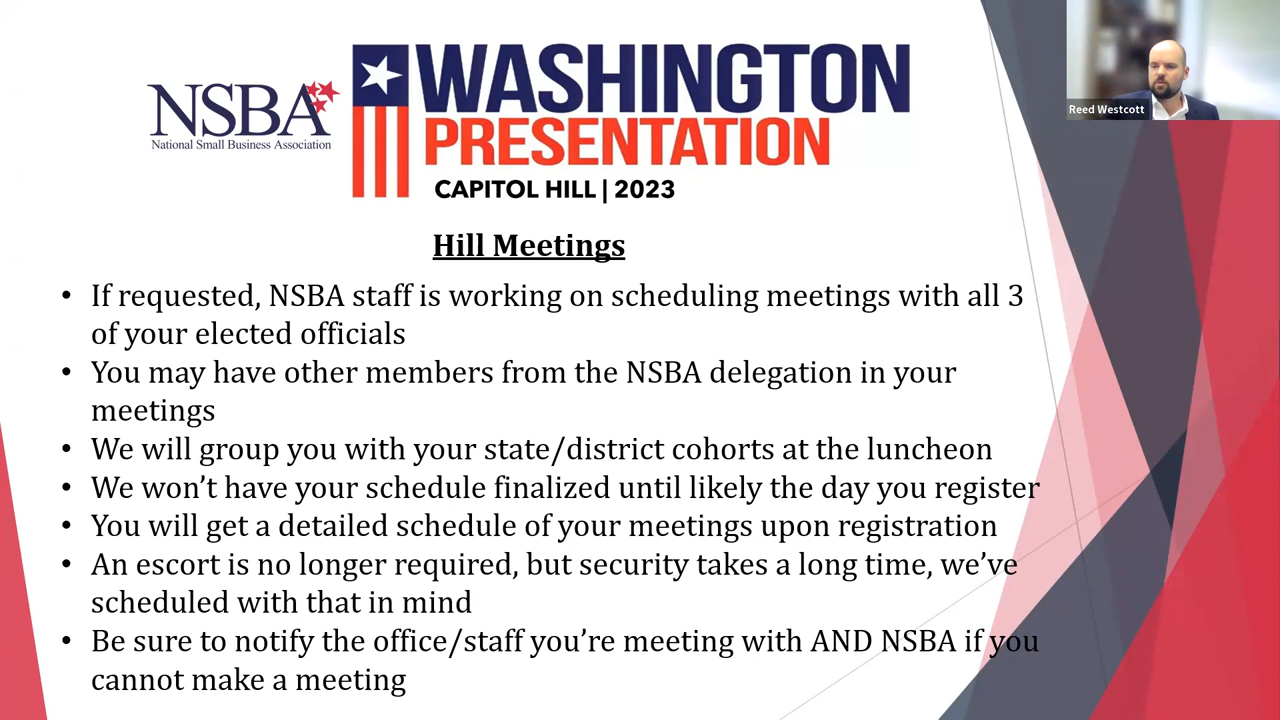 NSBA
National Small Business Association
WASHINGTON
PRESENTATION
CAPITOL HILL | 2023
Reed Westcott
Hill Meetings
• If requested, NSBA staff is working on scheduling meetings with all 3
of your elected officials
• You may have other members from the NSBA delegation in your
meetings
• We will group you with your state/district cohorts at the luncheon
• We won’t have your schedule finalized until likely the day you register
• You will get a detailed schedule of your meetings upon registration
• An escort is no longer required, but security takes a long time, we’ve
scheduled with that in mind
• Be sure to notify the office/staff you’re meeting with AND NSBA if you
cannot make a meeting